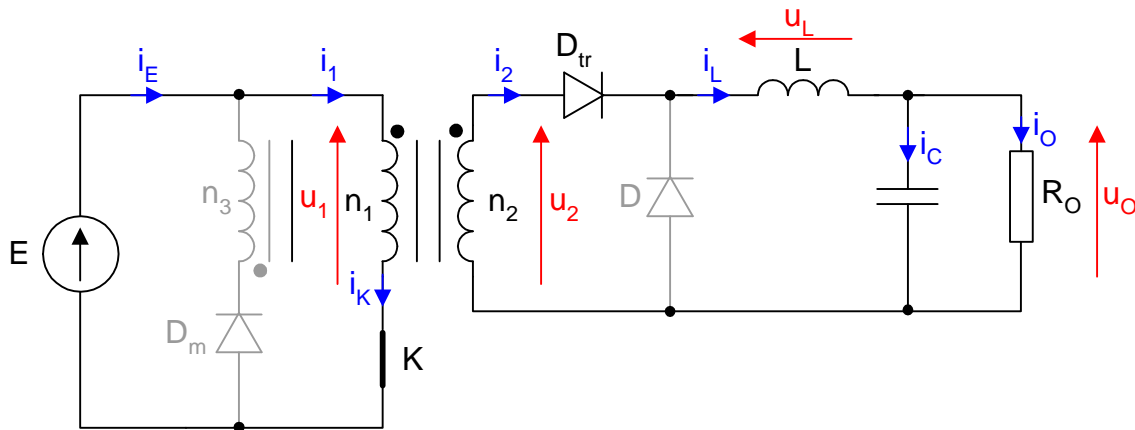 u_L
D_tr
L
i_E
i_1
i_2
i_L
i_O
i_C
n_3
u_1
n_1
n_2
u_2
D
R_O
u_O
E
i_K
D_m
K